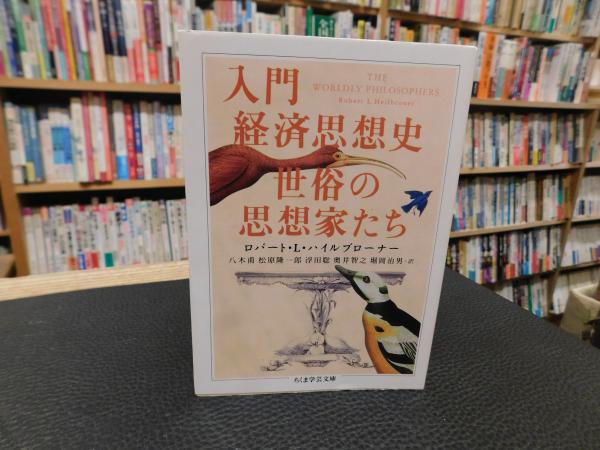 THE
WORLDLY PHILOSOPHERS
Robert L. Heilbroner
入門
経済思想史
世俗の
思想家たち
ロバート・L・ハイルブローナー
八木甫 松原隆一郎 浮田聡 奥井智之 堀岡治男・訳
ちくま学芸文庫